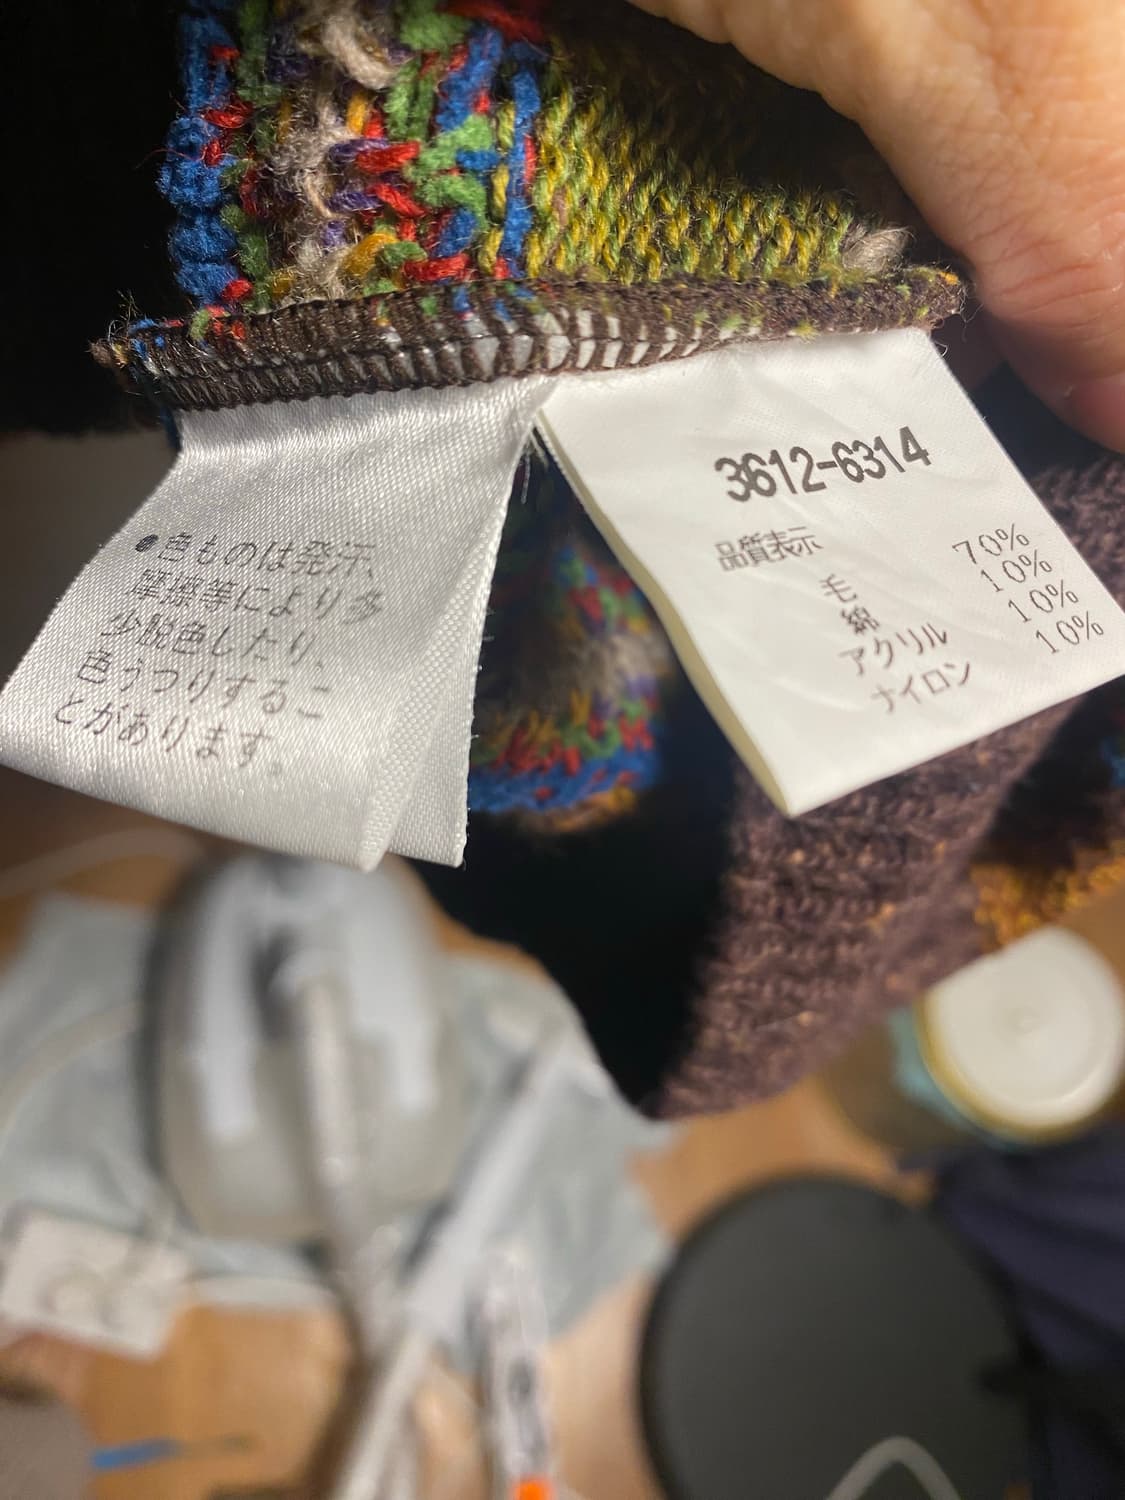 ●色ものは発汗、
摩擦等により多
少脱色したり、
色うつりするこ
とがあります。
3612-6314
品質表示
毛 70%
綿 10%
アクリル 10%
ナイロン 10%